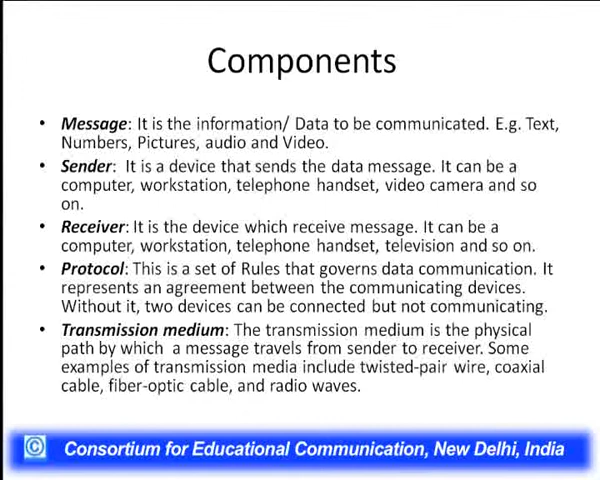 Components
• Message: It is the information/ Data to be communicated. E.g. Text,
Numbers, Pictures, audio and Video.
• Sender:  It is a device that sends the data message. It can be a
computer, workstation, telephone handset, video camera and so
on.
• Receiver: It is the device which receive message. It can be a
computer, workstation, telephone handset, television and so on.
• Protocol: This is a set of Rules that governs data communication. It
represents an agreement between the communicating devices.
Without it, two devices can be connected but not communicating.
• Transmission medium: The transmission medium is the physical
path by which  a message travels from sender to receiver. Some
examples of transmission media include twisted-pair wire, coaxial
cable, fiber-optic cable, and radio waves.
© Consortium for Educational Communication, New Delhi, India